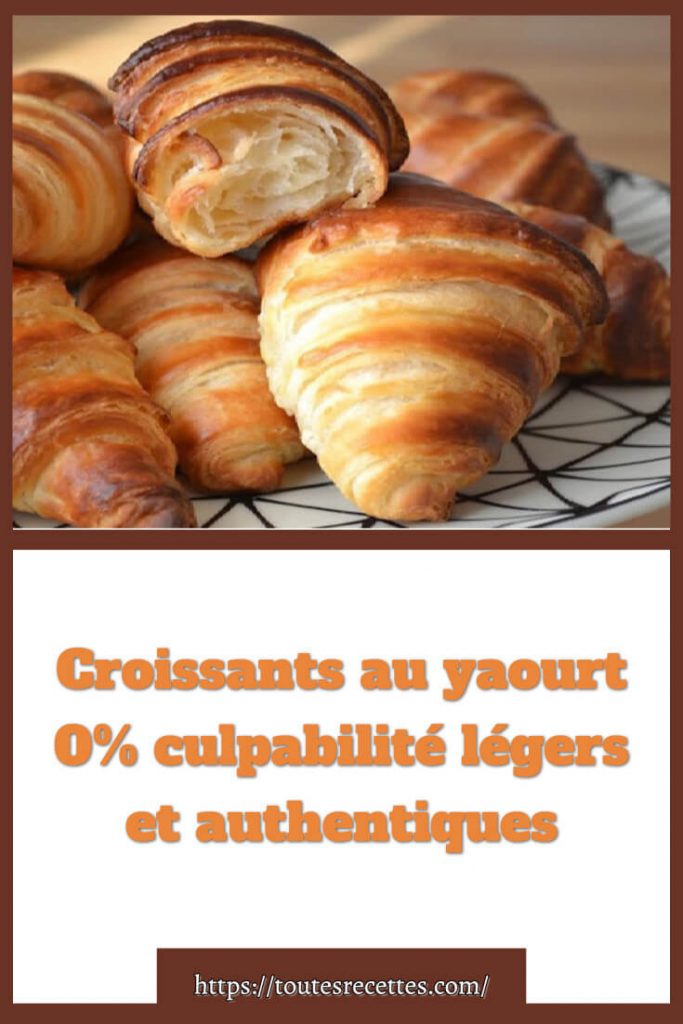 Croissants au yaourt
0% culpabilité légers
et authentiques
https://toutesrecettes.com/